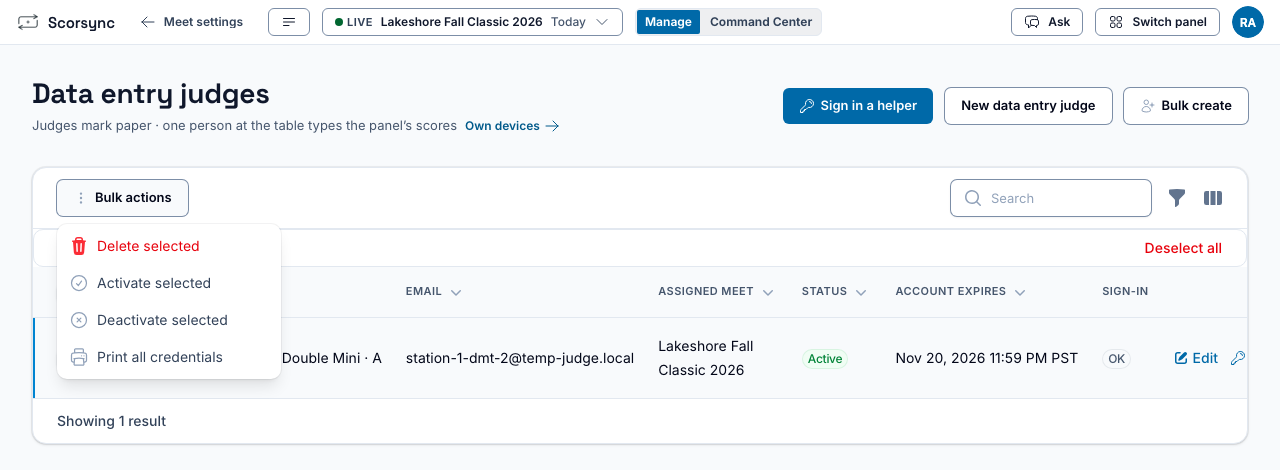 Scorsync
Meet settings
LIVE Lakeshore Fall Classic 2026 Today
Manage
Command Center
Ask
Switch panel
RA
Data entry judges
Judges mark paper · one person at the table types the panel's scores Own devices
Sign in a helper
New data entry judge
Bulk create
Bulk actions
Search
Delete selected
Activate selected
Deactivate selected
Print all credentials
Deselect all
EMAIL
ASSIGNED MEET
STATUS
ACCOUNT EXPIRES
SIGN-IN
Double Mini · A
station-1-dmt-2@temp-judge.local
Lakeshore Fall
Classic 2026
Active
Nov 20, 2026 11:59 PM PST
OK
Edit
Showing 1 result